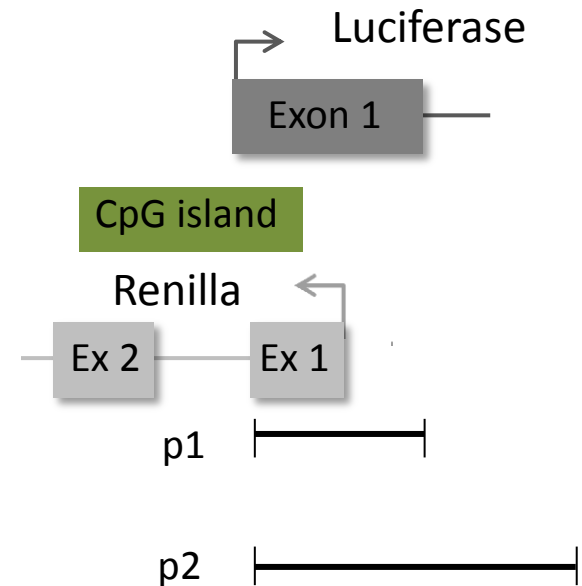 Luciferase
Exon 1
CpG island
Renilla
Ex 2
Ex 1
p1
p2